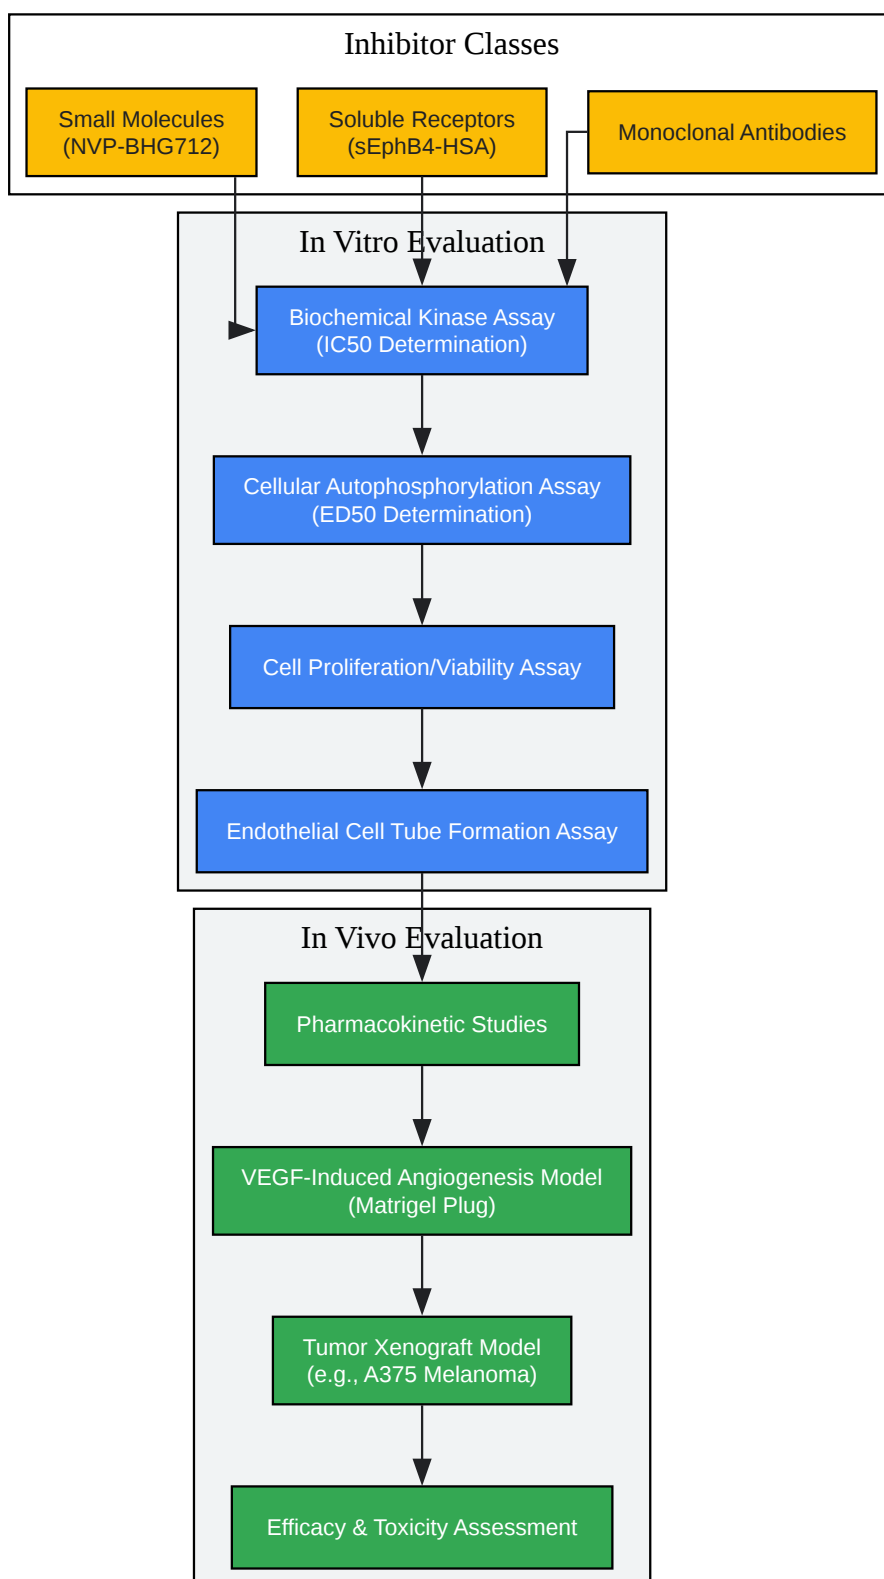 Inhibitor Classes
Small Molecules
(NVP-BHG712)
Soluble Receptors
(sEphB4-HSA)
Monoclonal Antibodies
In Vitro Evaluation
Biochemical Kinase Assay
(IC50 Determination)
Cellular Autophosphorylation Assay
(ED50 Determination)
Cell Proliferation/Viability Assay
Endothelial Cell Tube Formation Assay
In Vivo Evaluation
Pharmacokinetic Studies
VEGF-Induced Angiogenesis Model
(Matrigel Plug)
Tumor Xenograft Model
(e.g., A375 Melanoma)
Efficacy & Toxicity Assessment